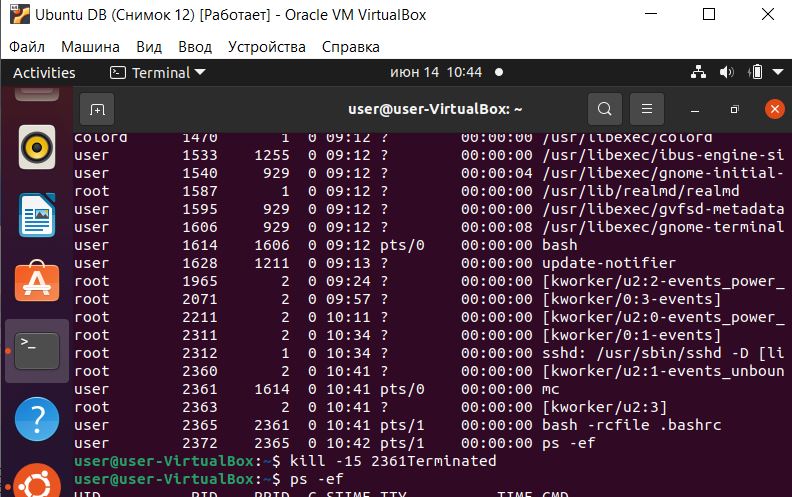 Ubuntu DB (Снимок 12) [Работает] - Oracle VM VirtualBox
Файл Машина Вид Ввод Устройства Справка
Activities Terminal июн 14 10:44
user@user-VirtualBox: ~
colord 1470 1 0 09:12 ? 00:00:00 /usr/libexec/colord
user 1533 1255 0 09:12 ? 00:00:00 /usr/libexec/ibus-engine-si
user 1540 929 0 09:12 ? 00:00:04 /usr/libexec/gnome-initial-
root 1587 1 0 09:12 ? 00:00:00 /usr/lib/realmd/realmd
user 1595 929 0 09:12 ? 00:00:00 /usr/libexec/gvfsd-metadata
user 1606 929 0 09:12 ? 00:00:08 /usr/libexec/gnome-terminal
user 1614 1606 0 09:12 pts/0 00:00:00 bash
user 1628 1211 0 09:13 ? 00:00:00 update-notifier
root 1965 2 0 09:24 ? 00:00:00 [kworker/u2:2-events_power_
root 2071 2 0 09:57 ? 00:00:00 [kworker/0:3-events]
root 2211 2 0 10:11 ? 00:00:00 [kworker/u2:0-events_power_
root 2311 2 0 10:34 ? 00:00:00 [kworker/0:1-events]
root 2312 1 0 10:34 ? 00:00:00 sshd: /usr/sbin/sshd -D [li
root 2360 2 0 10:41 ? 00:00:00 [kworker/u2:1-events_unboun
user 2361 1614 0 10:41 pts/0 00:00:00 mc
root 2363 2 0 10:41 ? 00:00:00 [kworker/u2:3]
user 2365 2361 0 10:41 pts/1 00:00:00 bash -rcfile .bashrc
user 2372 2365 0 10:42 pts/1 00:00:00 ps -ef
user@user-VirtualBox:~$ kill -15 2361Terminated
user@user-VirtualBox:~$ ps -ef
UID PID PPID C STIME TTY TIME CMD